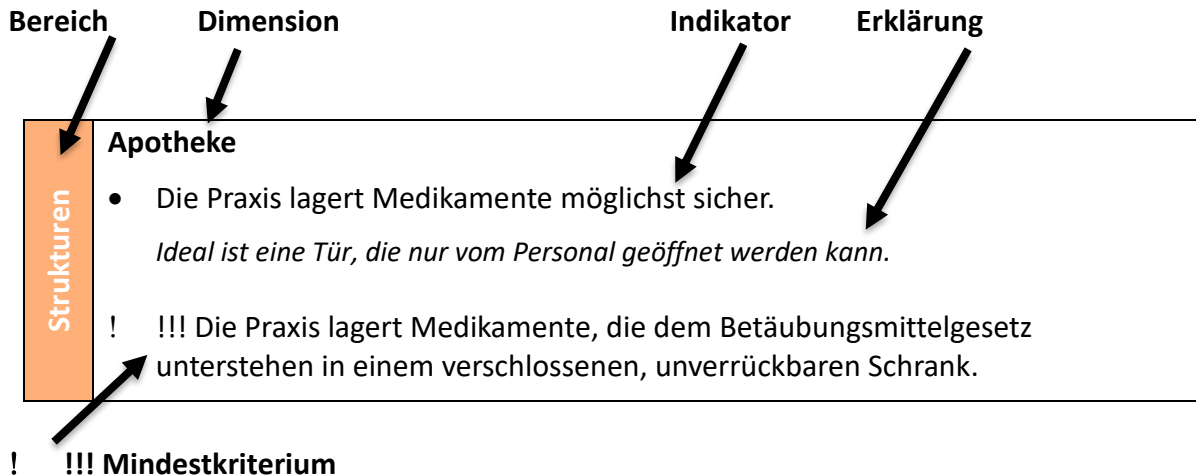 Bereich Dimension Indikator Erklärung
Strukturen
Apotheke
• Die Praxis lagert Medikamente möglichst sicher.
Ideal ist eine Tür, die nur vom Personal geöffnet werden kann.
! !!! Die Praxis lagert Medikamente, die dem Betäubungsmittelgesetz
unterstehen in einem verschlossenen, unverrückbaren Schrank.
! !!! Mindestkriterium